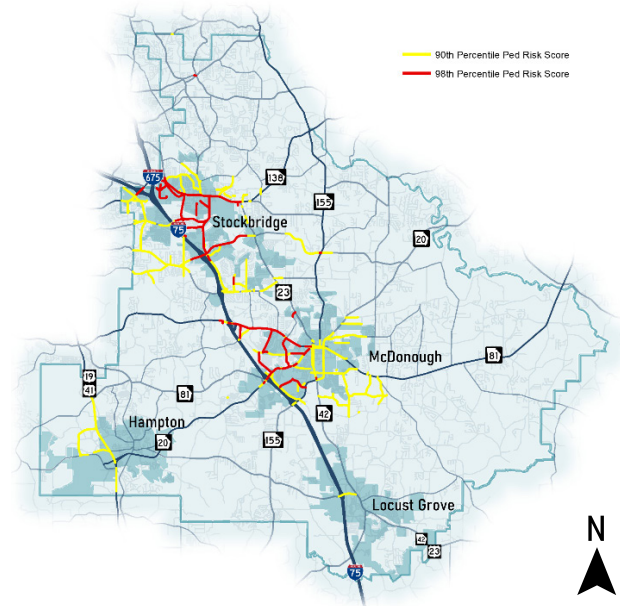 90th Percentile Ped Risk Score
98th Percentile Ped Risk Score
675
138
155
Stockbridge
75
20
23
McDonough
81
19
41
81
Hampton
42
20
155
Locust Grove
N
42
23
75